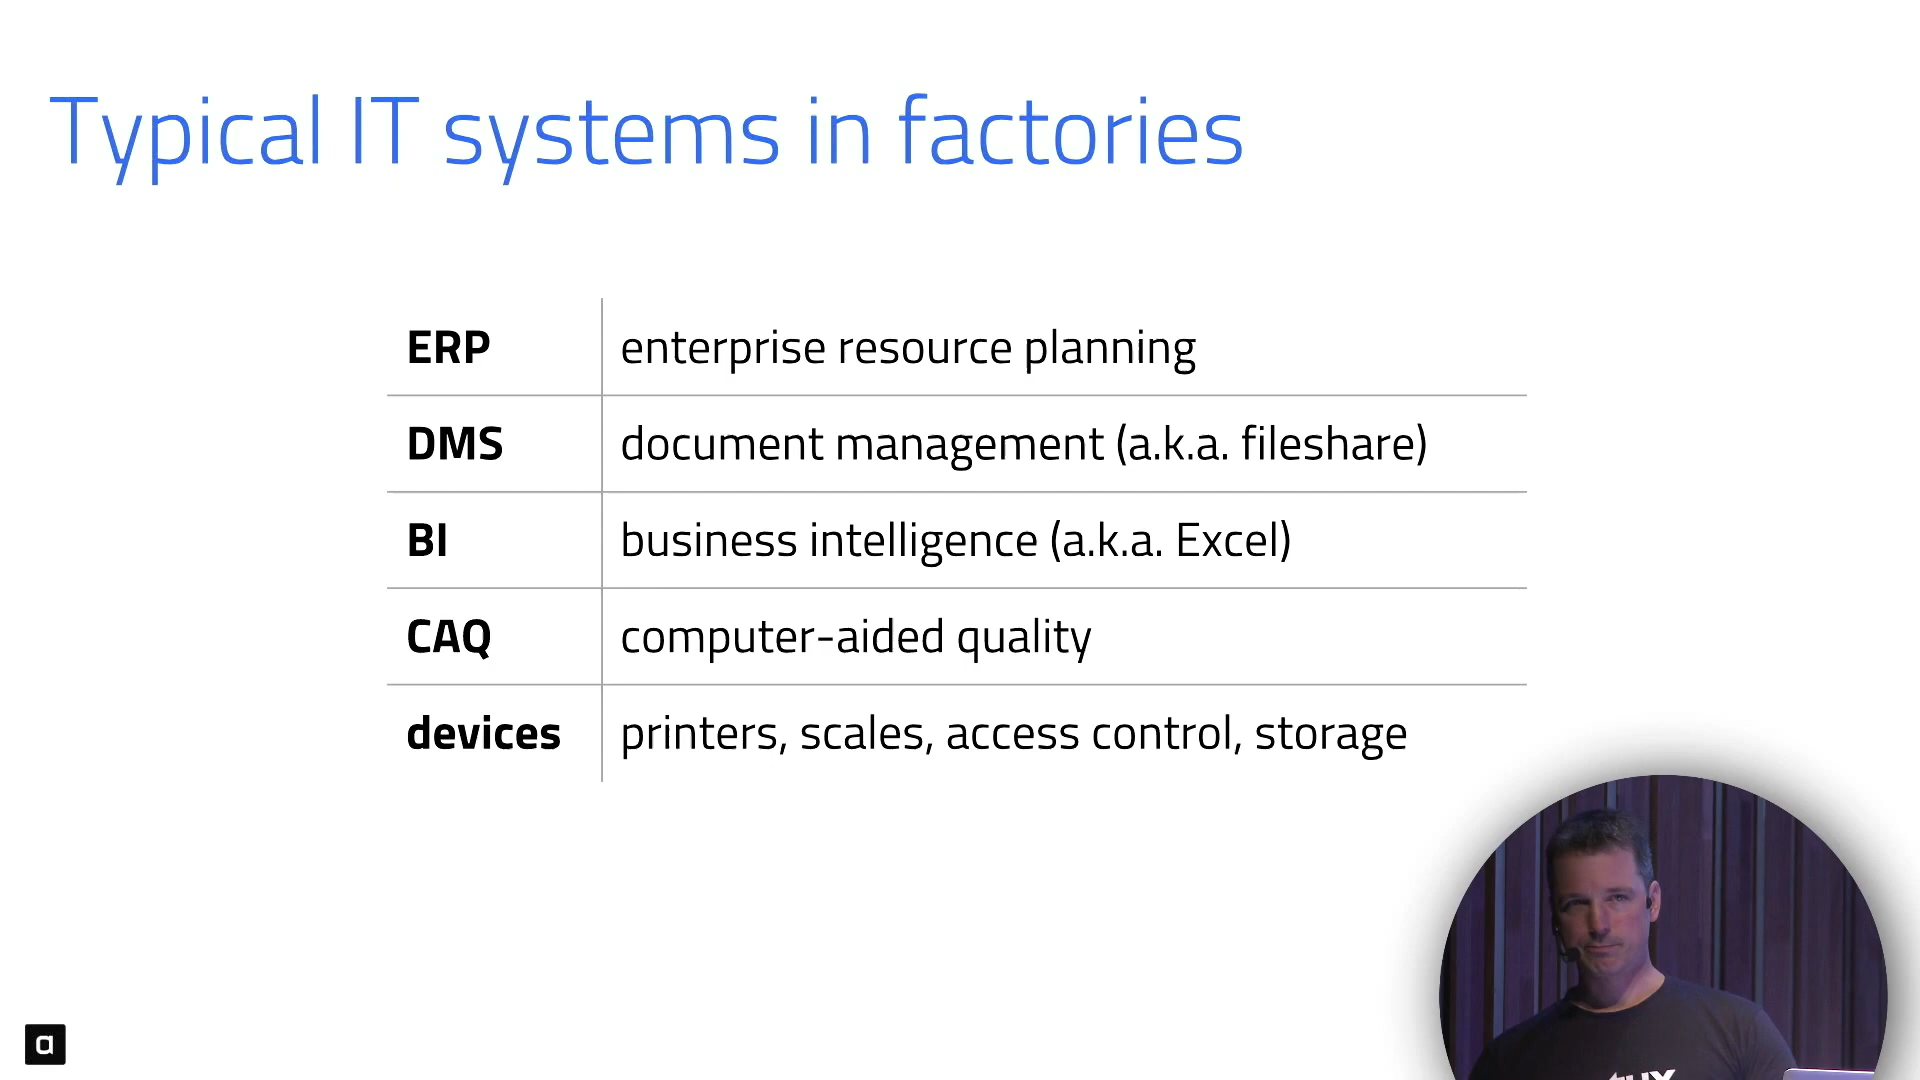 Typical IT systems in factories
ERP enterprise resource planning
DMS document management (a.k.a. fileshare)
BI business intelligence (a.k.a. Excel)
CAQ computer-aided quality
devices printers, scales, access control, storage
a